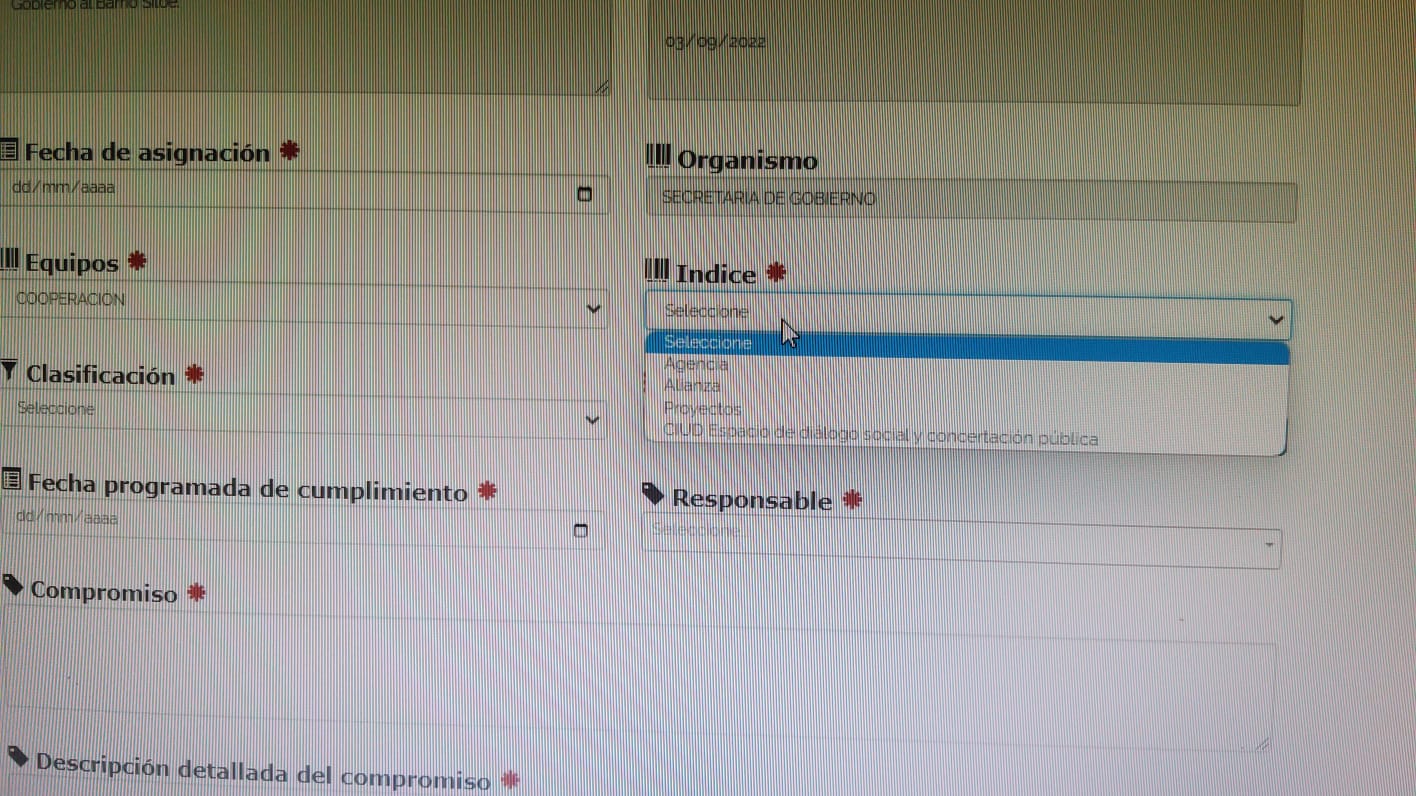 Gobierno al Barrio Siloé.
03/09/2022
Fecha de asignación
dd/mm/aaaa
Organismo
SECRETARIA DE GOBIERNO
Equipos
COOPERACIÓN
Indice
Seleccione
Seleccione
Agencia
Alianza
Proyectos
CIUD Espacio de diálogo social y concertación pública
Clasificación
Seleccione
Fecha programada de cumplimiento
dd/mm/aaaa
Responsable
Seleccione...
Compromiso
Descripción detallada del compromiso